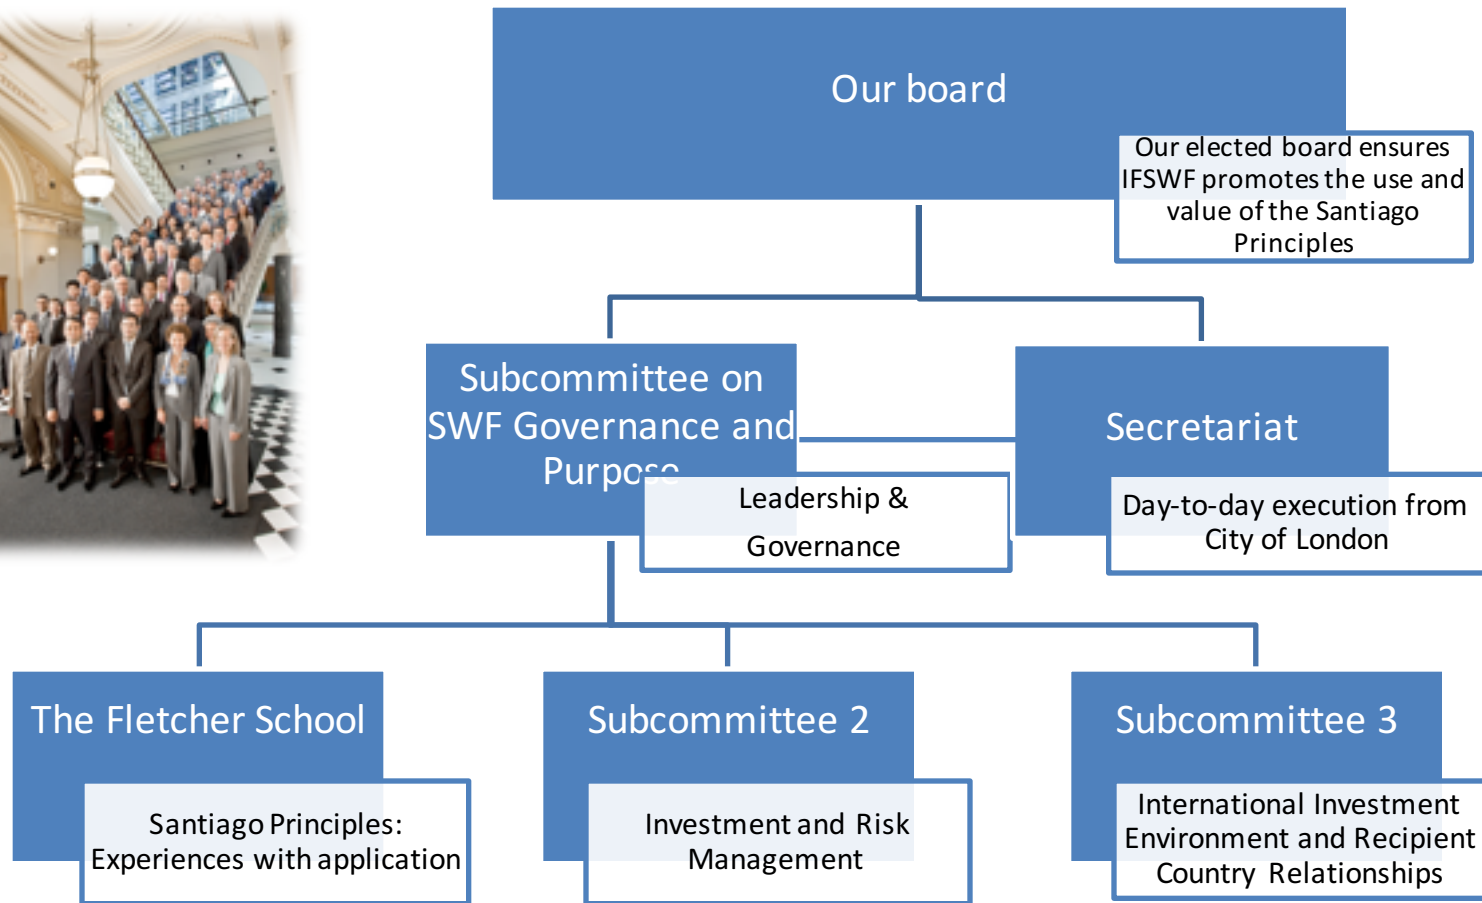 Our board
Our elected board ensures
IFSWF promotes the use and
value of the Santiago
Principles
Subcommittee on
SWF Governance and
Purpose
Leadership &
Governance
Secretariat
Day-to-day execution from
City of London
The Fletcher School
Santiago Principles:
Experiences with application
Subcommittee 2
Investment and Risk
Management
Subcommittee 3
International Investment
Environment and Recipient
Country Relationships